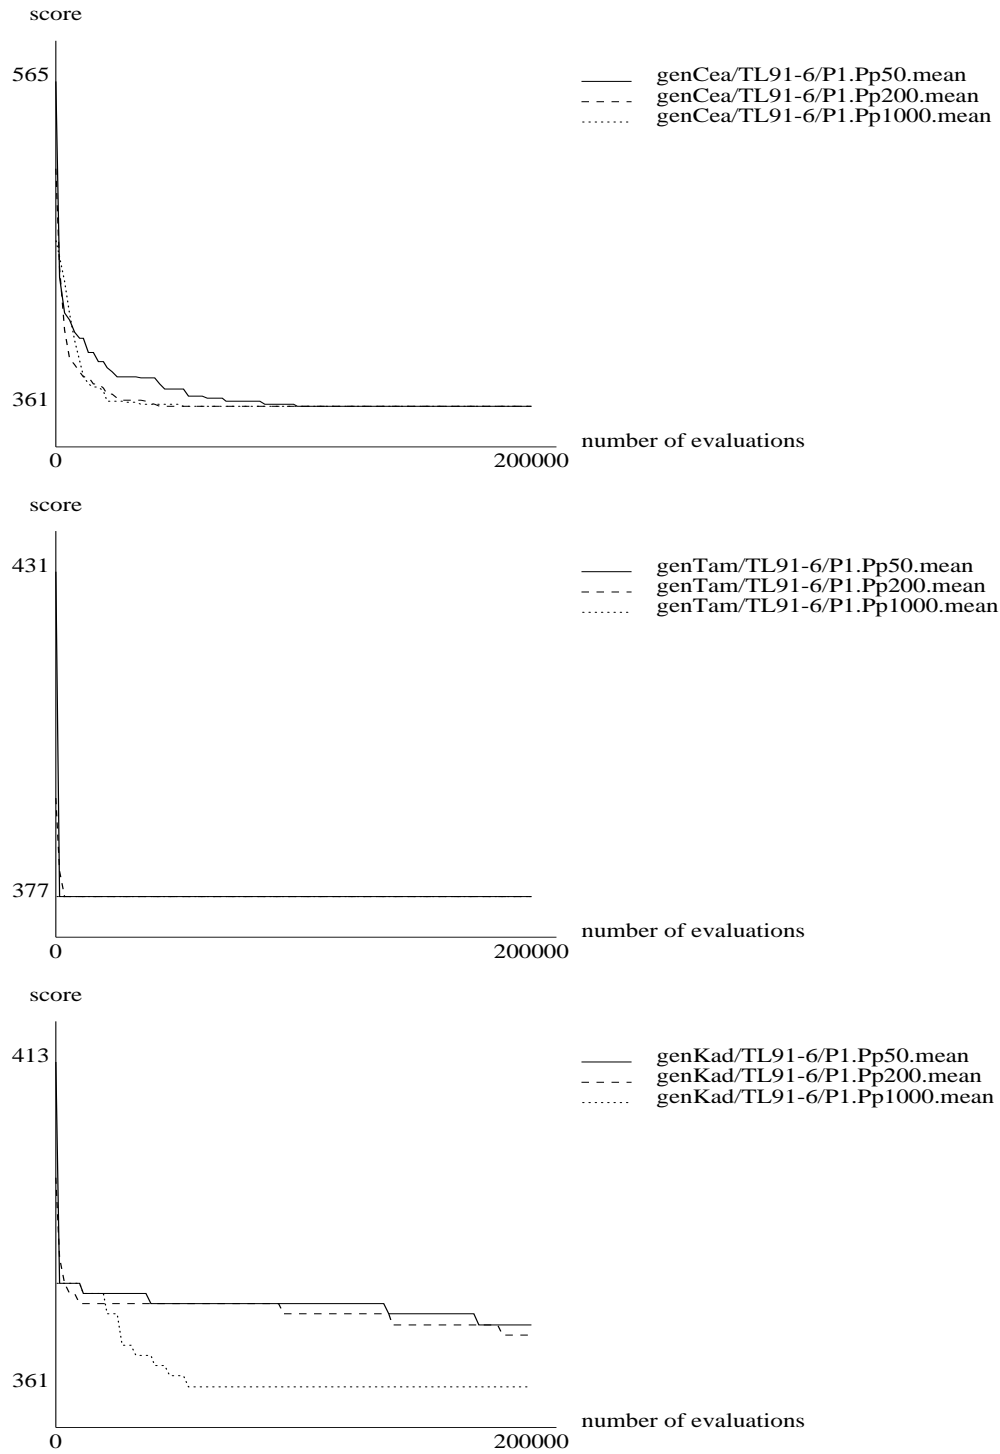 score
565
genCea/TL91-6/P1.Pp50.mean
genCea/TL91-6/P1.Pp200.mean
genCea/TL91-6/P1.Pp1000.mean
361
number of evaluations
0
200000
score
431
genTam/TL91-6/P1.Pp50.mean
genTam/TL91-6/P1.Pp200.mean
genTam/TL91-6/P1.Pp1000.mean
377
number of evaluations
0
200000
score
413
genKad/TL91-6/P1.Pp50.mean
genKad/TL91-6/P1.Pp200.mean
genKad/TL91-6/P1.Pp1000.mean
361
number of evaluations
0
200000